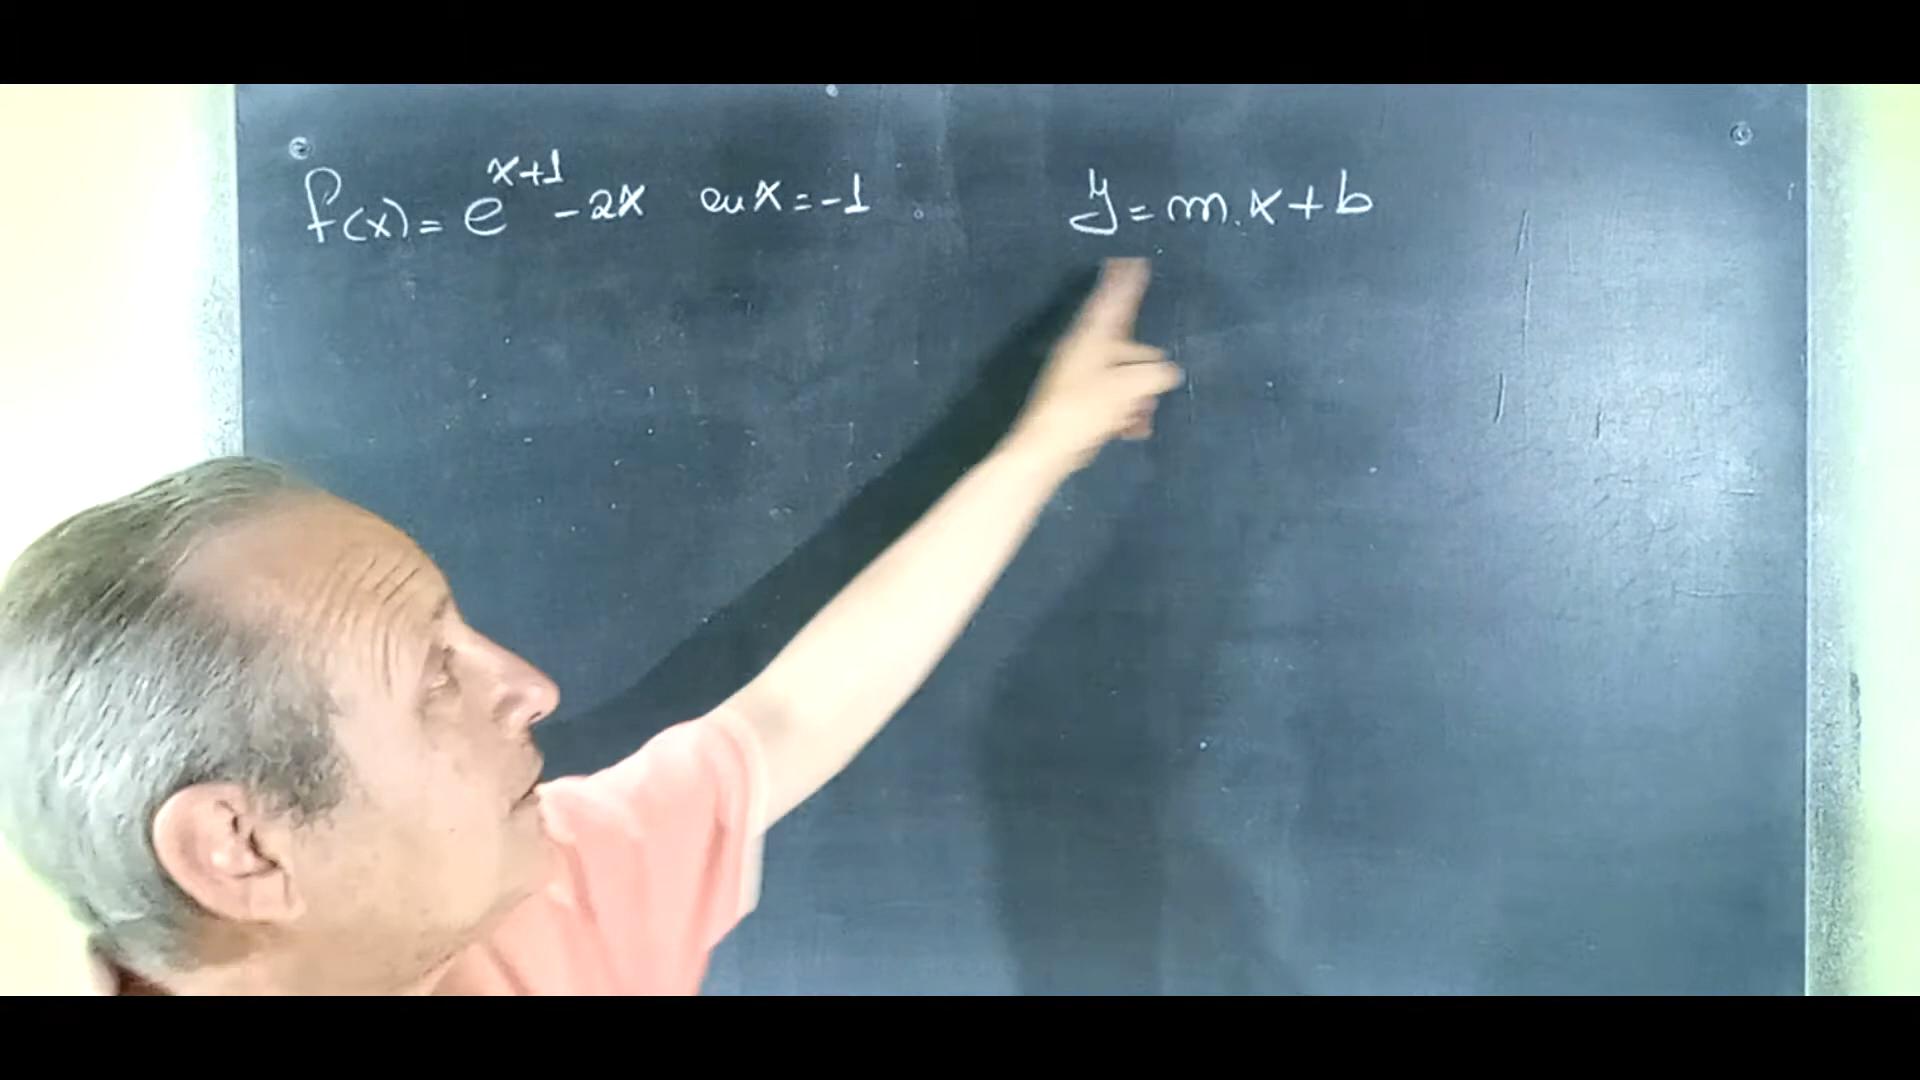 f(x) = e^{x+1} - 2x en x = -1
y = m.x + b